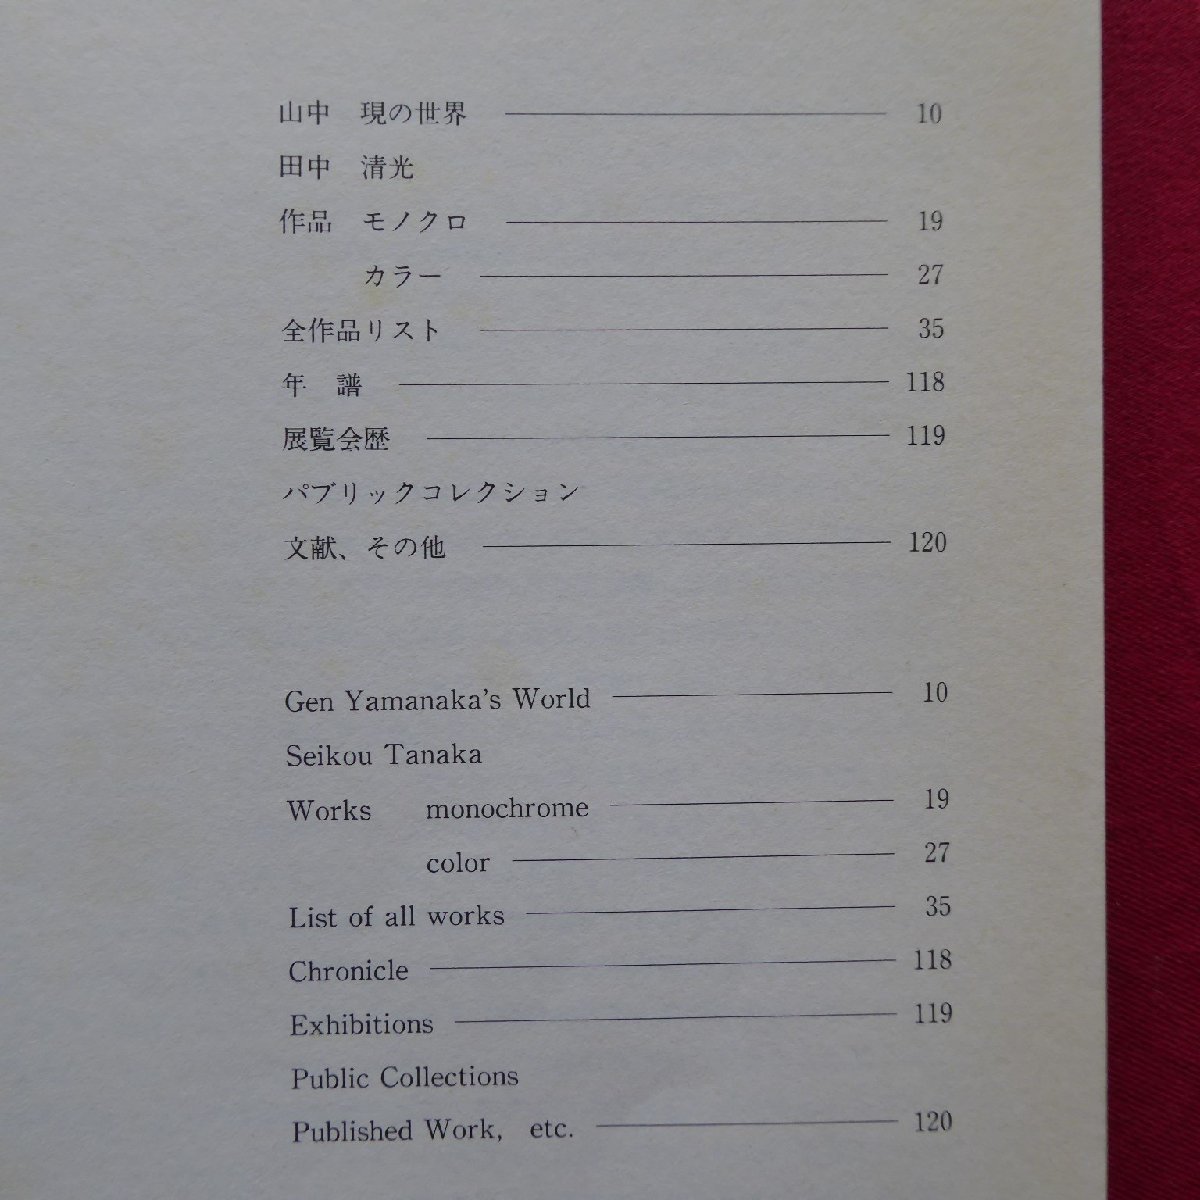 山中　現の世界 10
田中　清光
作品　モノクロ 19
カラー 27
全作品リスト 35
年　譜 118
展覧会歴 119
パブリックコレクション
文献、その他 120
Gen Yamanaka's World 10
Seikou Tanaka
Works monochrome 19
color 27
List of all works 35
Chronicle 118
Exhibitions 119
Public Collections
Published Work, etc. 120